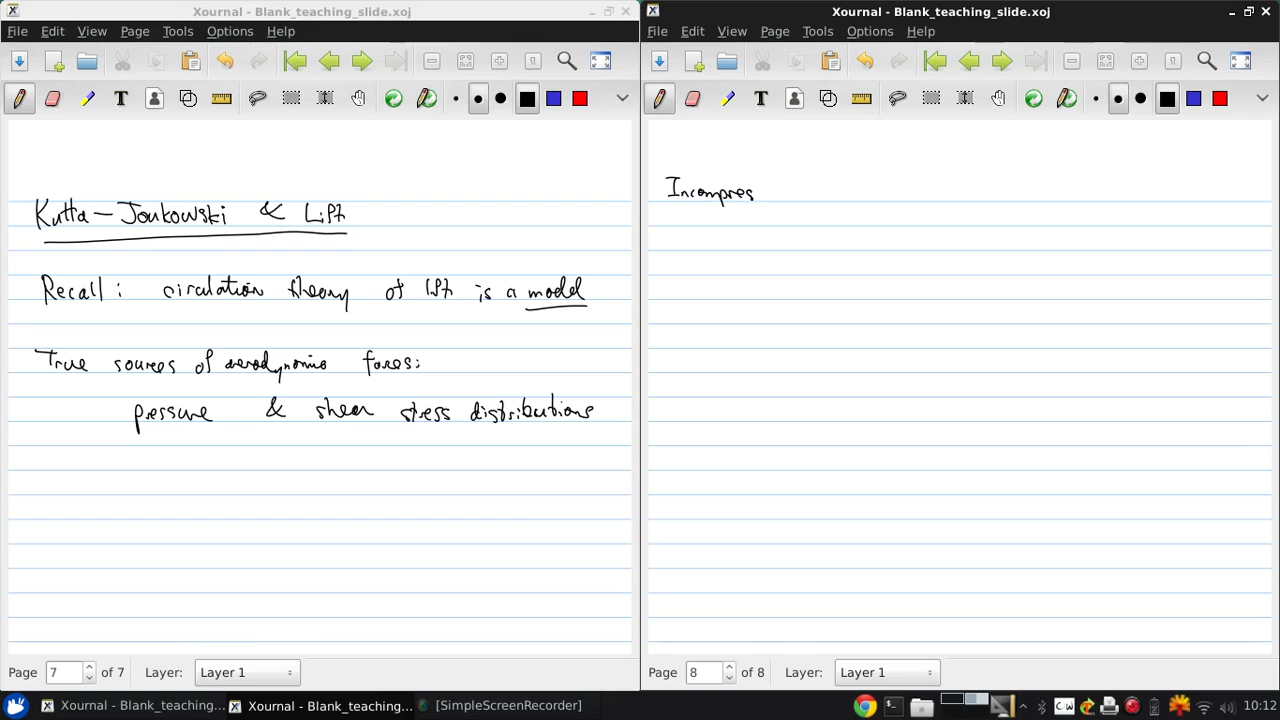 Xournal - Blank_teaching_slide.xoj
File Edit View Page Tools Options Help
Kutta-Joukowski & Lift
Recall: circulation theory of lift is a model
True sources of aerodynamic forces:
pressure & shear stress distributions
Page 7 of 7 Layer: Layer 1
Xournal - Blank_teaching_slide.xoj
File Edit View Page Tools Options Help
Incompres
Page 8 of 8 Layer: Layer 1
Xournal - Blank_teaching... Xournal - Blank_teaching... [SimpleScreenRecorder] CW 10:12